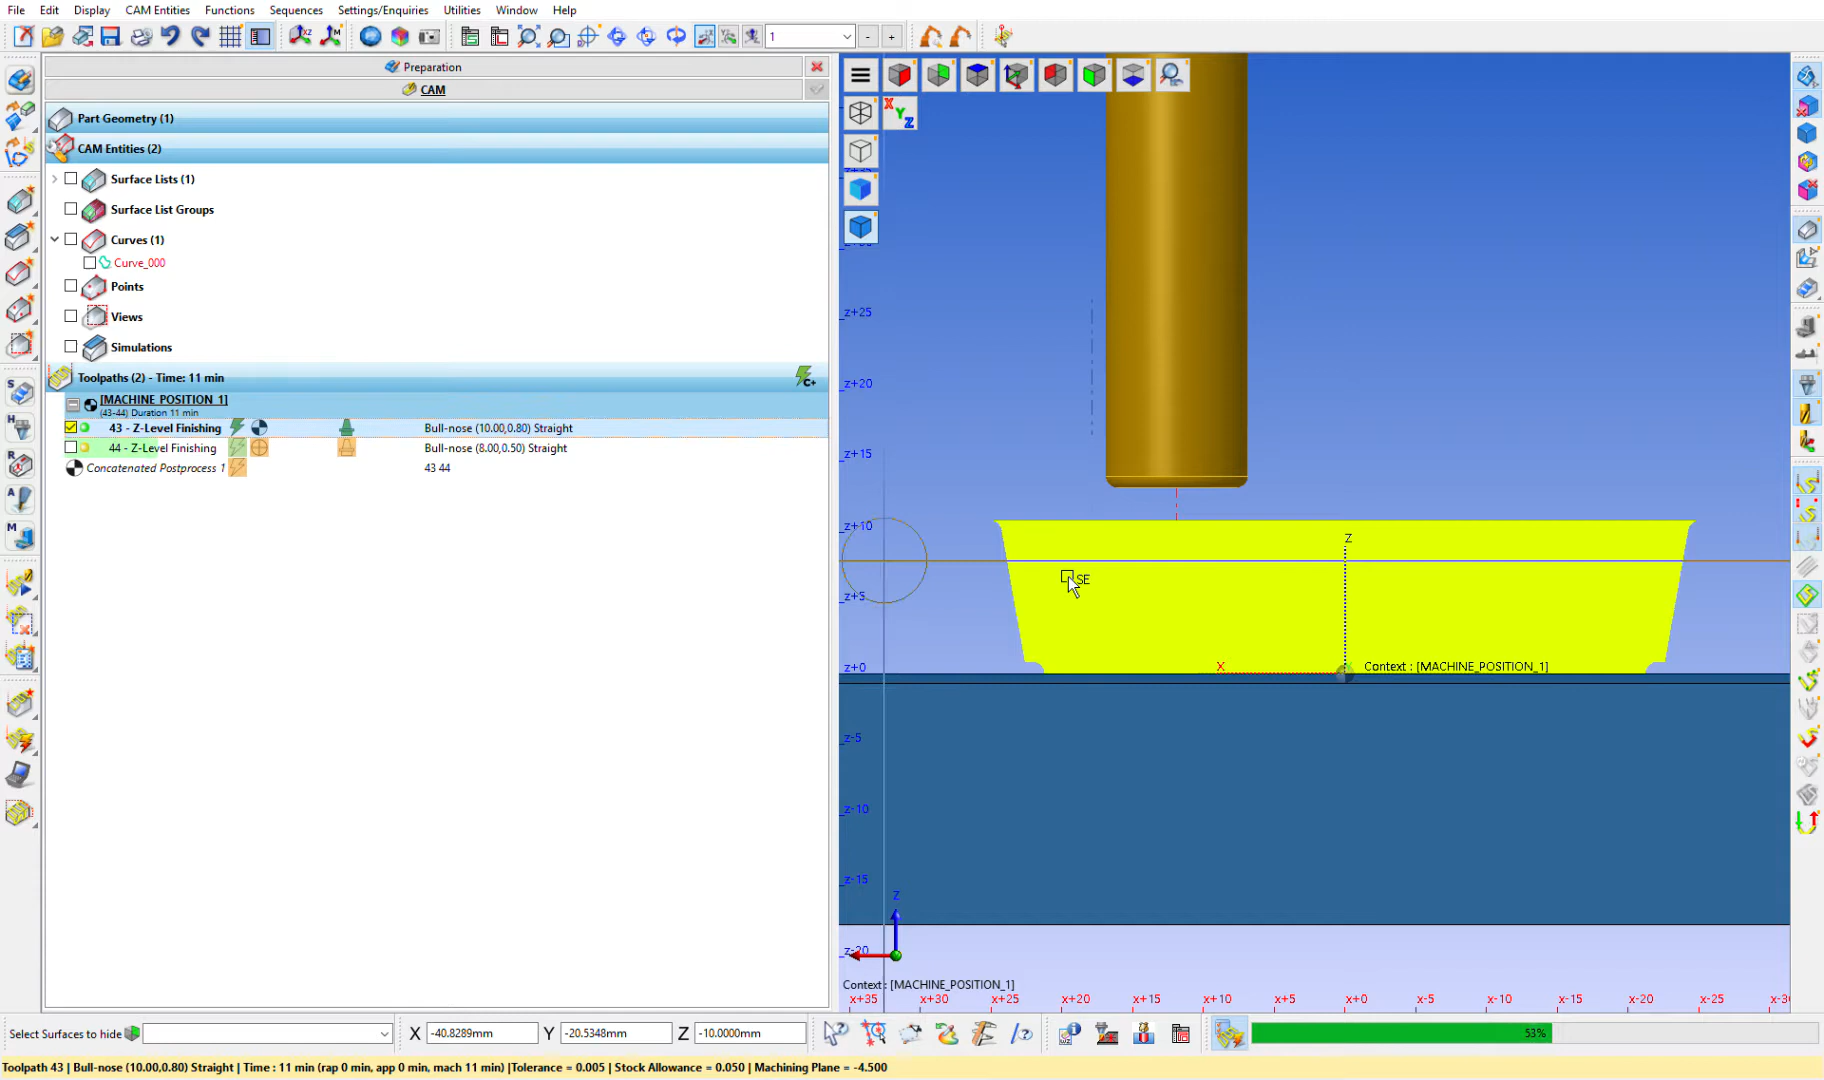 File Edit Display CAM Entities Functions Sequences Settings/Enquiries Utilities Window Help
1
- +
Preparation
CAM
Part Geometry (1)
CAM Entities (2)
Surface Lists (1)
Surface List Groups
Curves (1)
Curve_000
Points
Views
Simulations
Toolpaths (2) - Time: 11 min
C+
[MACHINE_POSITION_1]
(43-44) Duration 11 min
43 - Z-Level Finishing Bull-nose (10.00,0.80) Straight
44 - Z-Level Finishing Bull-nose (8.00,0.50) Straight
Concatenated Postprocess 1 43 44
X Y Z
z+25
z+20
z+15
z+10
z+5
z+0
z-5
z-10
z-15
z-20
SE
Z
X
Context : [MACHINE_POSITION_1]
Z
Context : [MACHINE_POSITION_1]
x+35 x+30 x+25 x+20 x+15 x+10 x+5 x+0 x-5 x-10 x-15 x-20 x-25
Select Surfaces to hide X -40.8289mm Y -20.5348mm Z -10.0000mm 53%
Toolpath 43 | Bull-nose (10.00,0.80) Straight | Time : 11 min (rap 0 min, app 0 min, mach 11 min) |Tolerance = 0.005 | Stock Allowance = 0.050 | Machining Plane = -4.500